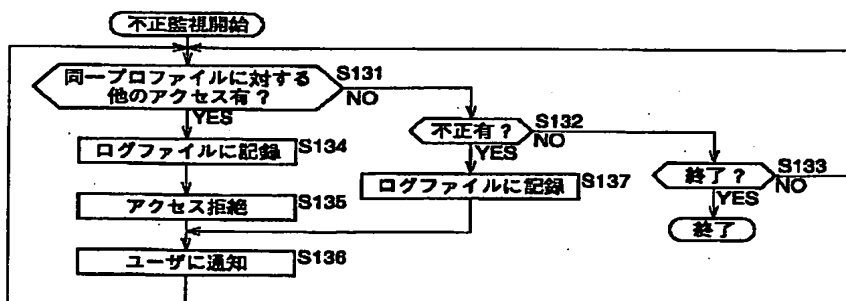 不正監視開始
同一プロファイルに対する
他のアクセス有？
S131
NO
YES
不正有？
S132
NO
YES
ログファイルに記録
S134
終了？
S133
NO
YES
ログファイルに記録
S137
アクセス拒絶
S135
終了
ユーザに通知
S136